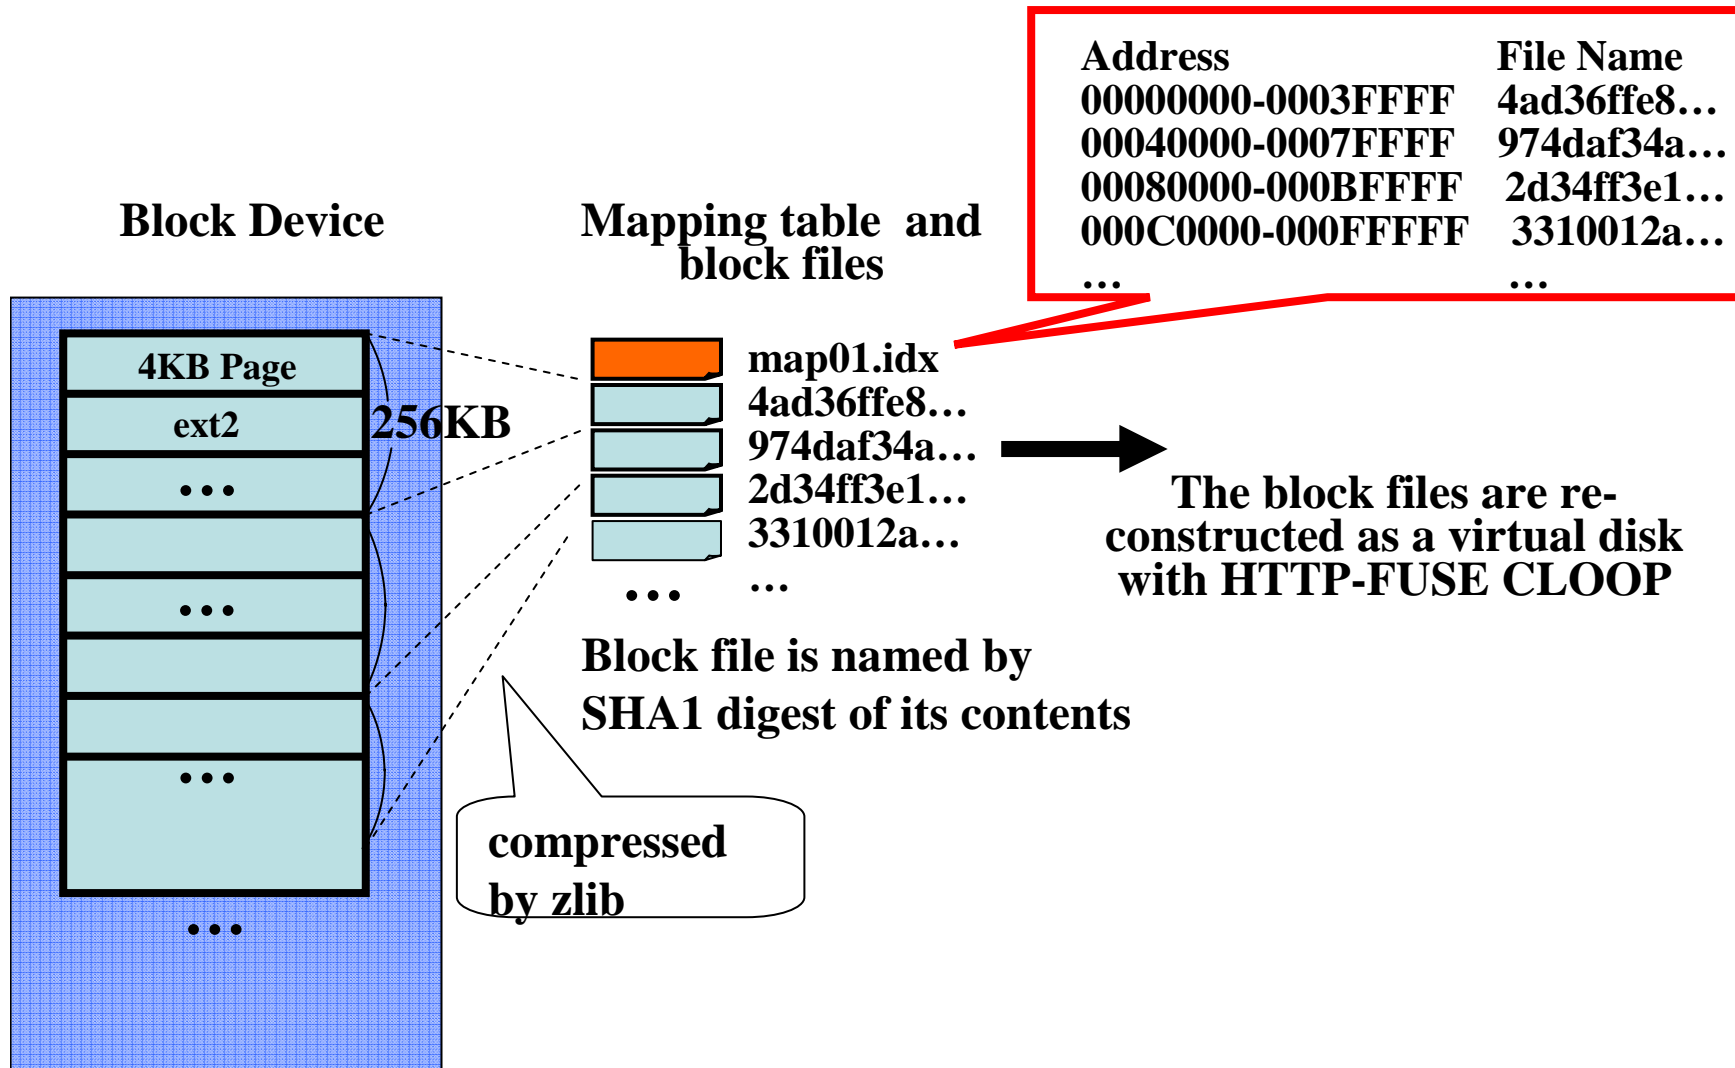 Address File Name
00000000-0003FFFF 4ad36ffe8…
00040000-0007FFFF 974daf34a…
00080000-000BFFFF 2d34ff3e1…
000C0000-000FFFFF 3310012a…
… …
Block Device
Mapping table and
block files
4KB Page
ext2
…
…
…
…
256KB
map01.idx
4ad36ffe8…
974daf34a…
2d34ff3e1…
3310012a…
… …
The block files are re-
constructed as a virtual disk
with HTTP-FUSE CLOOP
Block file is named by
SHA1 digest of its contents
compressed
by zlib